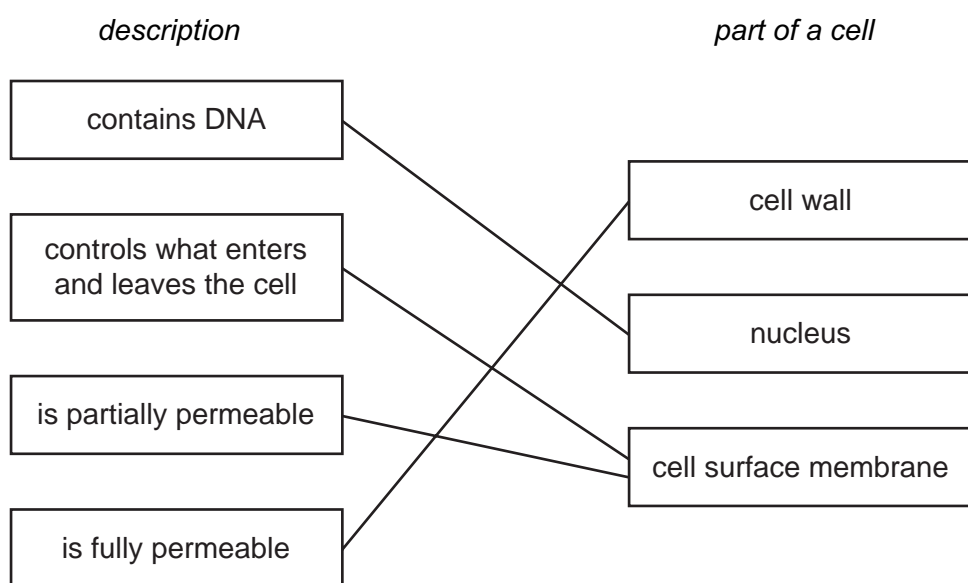 description
part of a cell
contains DNA
controls what enters
and leaves the cell
is partially permeable
is fully permeable
cell wall
nucleus
cell surface membrane